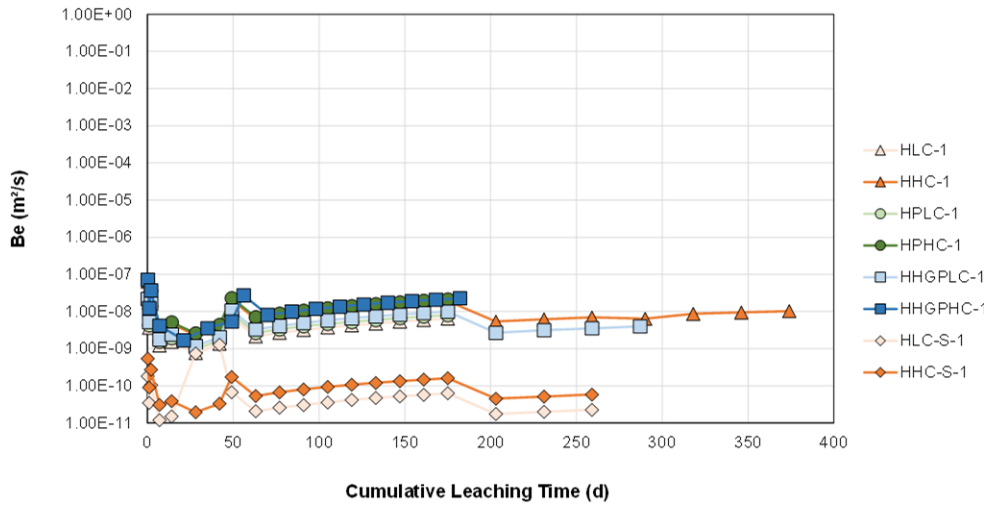 1.00E+00
1.00E-01
1.00E-02
1.00E-03
1.00E-04
1.00E-05
1.00E-06
1.00E-07
1.00E-08
1.00E-09
1.00E-10
1.00E-11
Be (m²/s)
0 50 100 150 200 250 300 350 400
Cumulative Leaching Time (d)
HLC-1
HHC-1
HPLC-1
HPHC-1
HHGPLC-1
HHGPHC-1
HLC-S-1
HHC-S-1